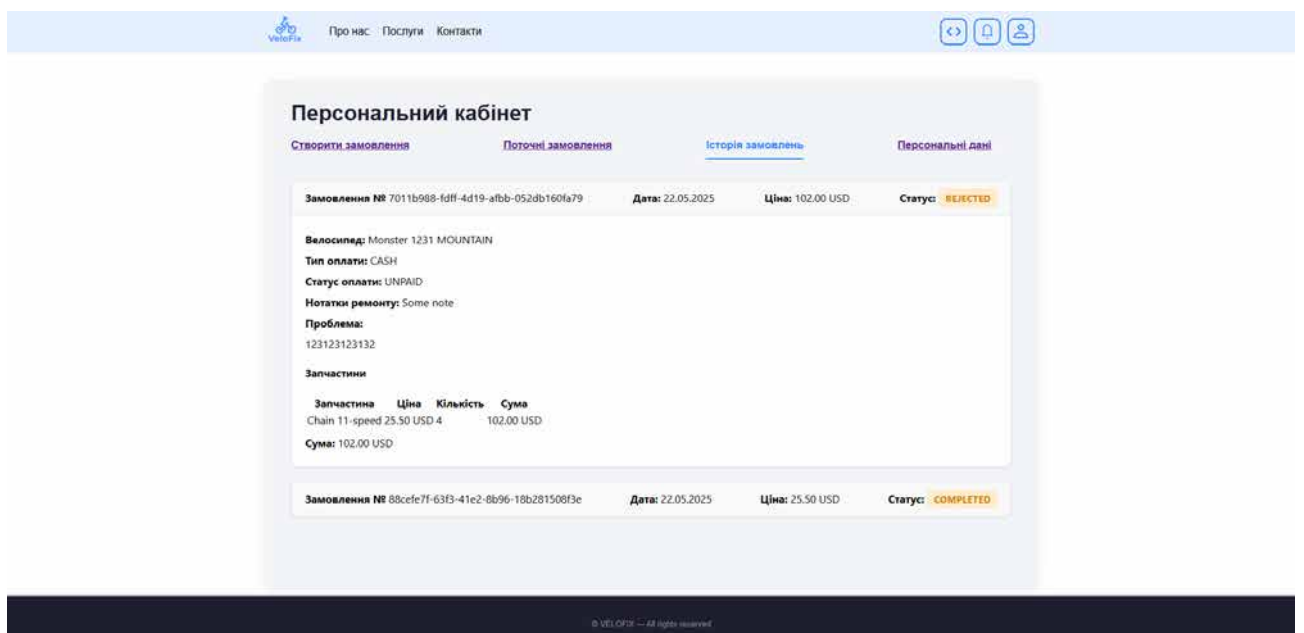 VeloFix
Про нас Послуги Контакти
Персональний кабінет
Створити замовлення Поточні замовлення Історія замовлень Персональні дані
Замовлення № 7011b988-fdff-4d19-afbb-052db160fa79 Дата: 22.05.2025 Ціна: 102.00 USD Статус: REJECTED
Велосипед: Monster 1231 MOUNTAIN
Тип оплати: CASH
Статус оплати: UNPAID
Нотатки ремонту: Some note
Проблема:
123123123132
Запчастини
Запчастина Ціна Кількість Сума
Chain 11-speed 25.50 USD 4 102.00 USD
Сума: 102.00 USD
Замовлення № 88cefe7f-63f3-41e2-8b96-18b281508f3e Дата: 22.05.2025 Ціна: 25.50 USD Статус: COMPLETED
© VELOFIX — All rights reserved